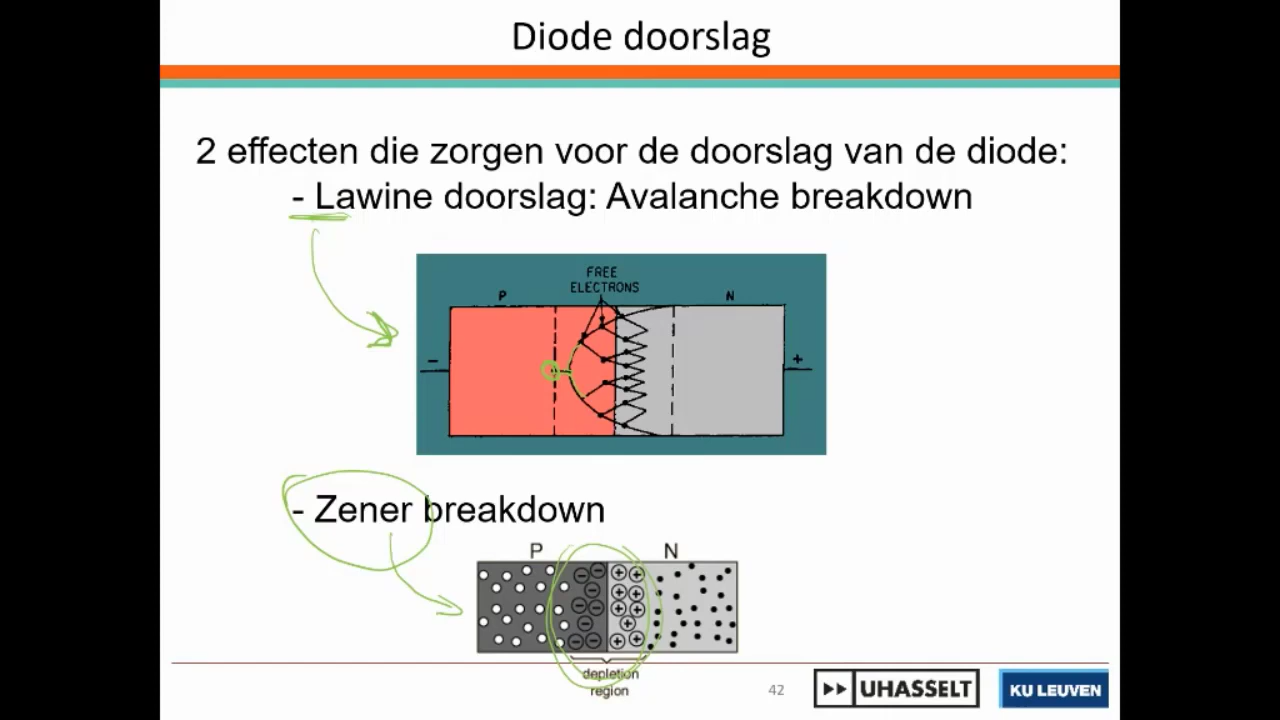 Diode doorslag
2 effecten die zorgen voor de doorslag van de diode:
- Lawine doorslag: Avalanche breakdown
FREE
ELECTRONS
P
N
-
+
- Zener breakdown
P
N
depletion
region
42
UHASSELT
KU LEUVEN